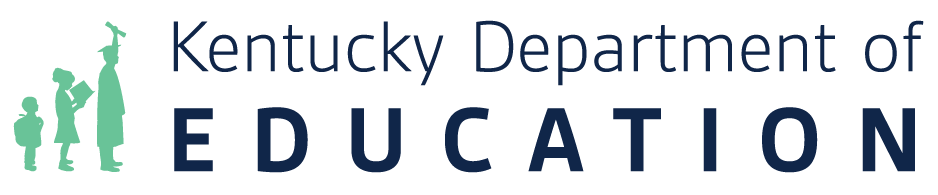 Kentucky Department of
EDUCATION